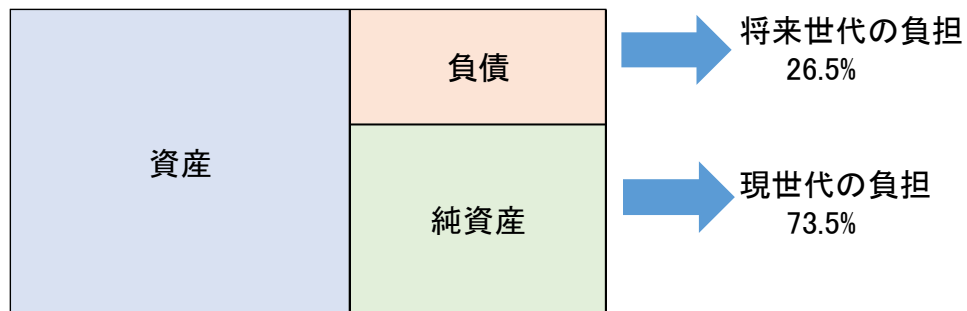 資産
負債
純資産
将来世代の負担
26.5%
現世代の負担
73.5%